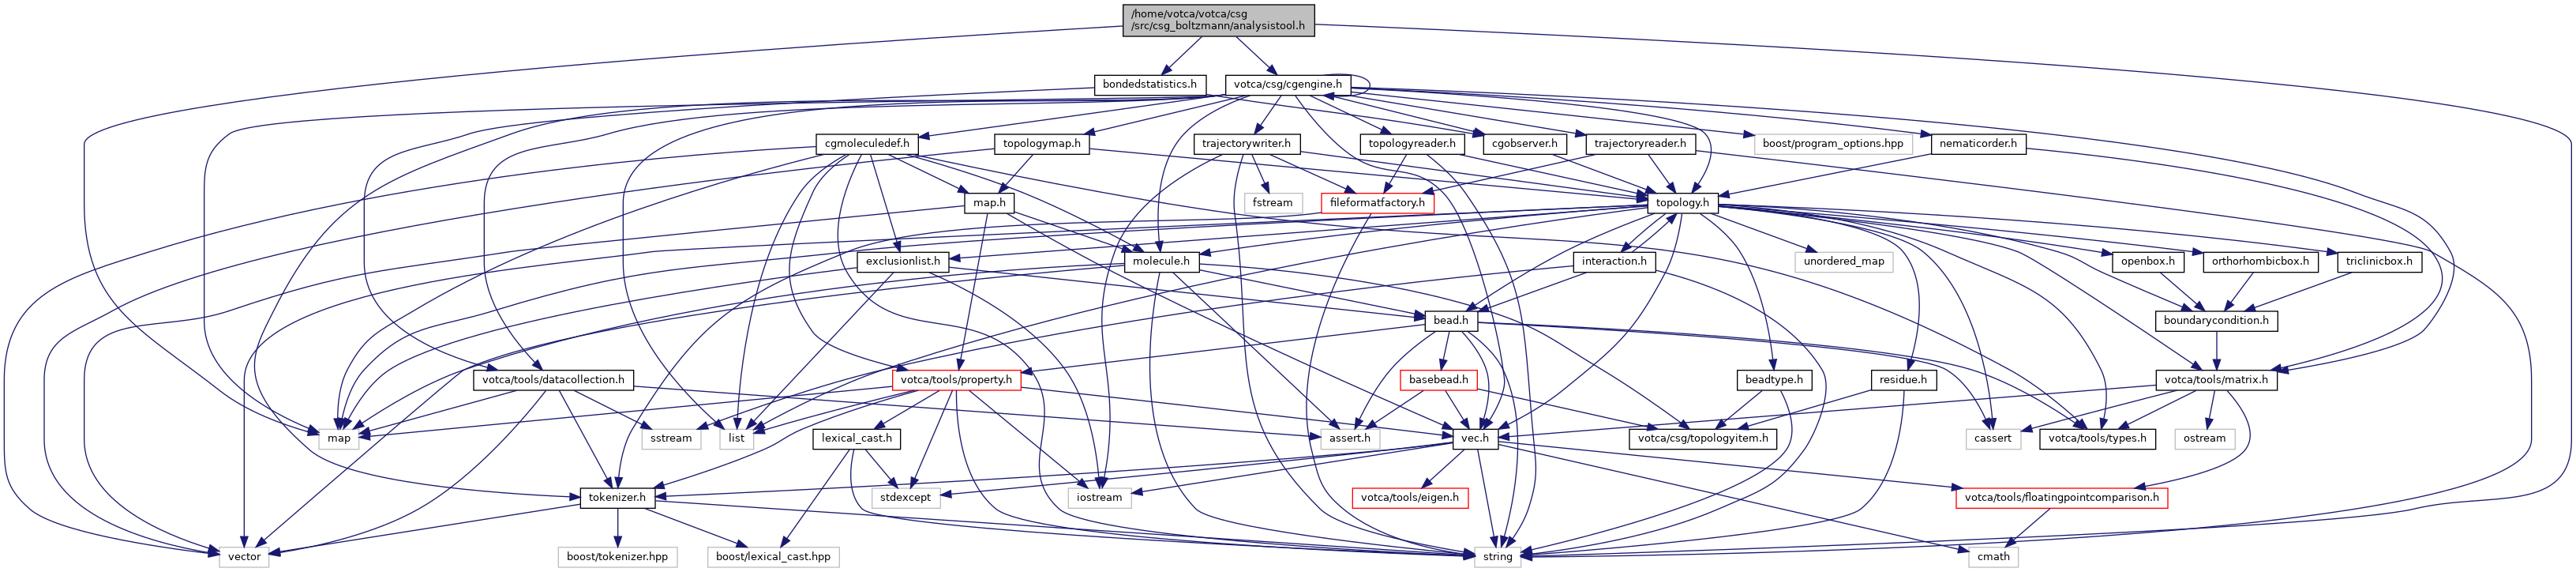 /home/votca/votca/csg
/src/csg_boltzmann/analysistool.h
bondedstatistics.h
votca/csg/cgengine.h
cgmoleculedef.h
topologymap.h
trajectorywriter.h
topologyreader.h
cgobserver.h
trajectoryreader.h
boost/program_options.hpp
nematicorder.h
map.h
fstream
fileformatfactory.h
topology.h
exclusionlist.h
molecule.h
interaction.h
unordered_map
openbox.h
orthorhombicbox.h
triclinicbox.h
bead.h
boundarycondition.h
votca/tools/datacollection.h
votca/tools/property.h
basebead.h
beadtype.h
residue.h
votca/tools/matrix.h
map
sstream
list
lexical_cast.h
assert.h
vec.h
votca/csg/topologyitem.h
cassert
votca/tools/types.h
ostream
tokenizer.h
stdexcept
iostream
votca/tools/eigen.h
votca/tools/floatingpointcomparison.h
vector
boost/tokenizer.hpp
boost/lexical_cast.hpp
string
cmath